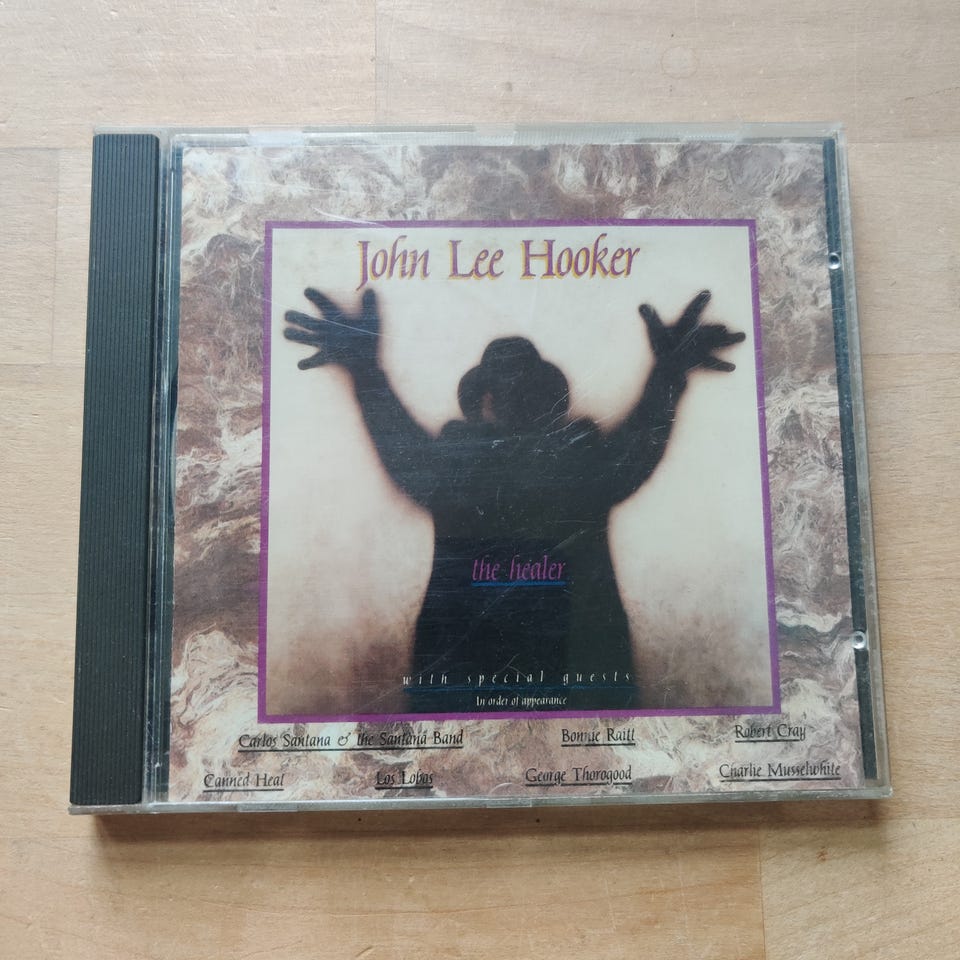 John Lee Hooker
the healer
with special guests
In order of appearance
Carlos Santana & the Santana Band Bonnie Raitt Robert Cray
Canned Heat Los Lobos George Thorogood Charlie Musselwhite